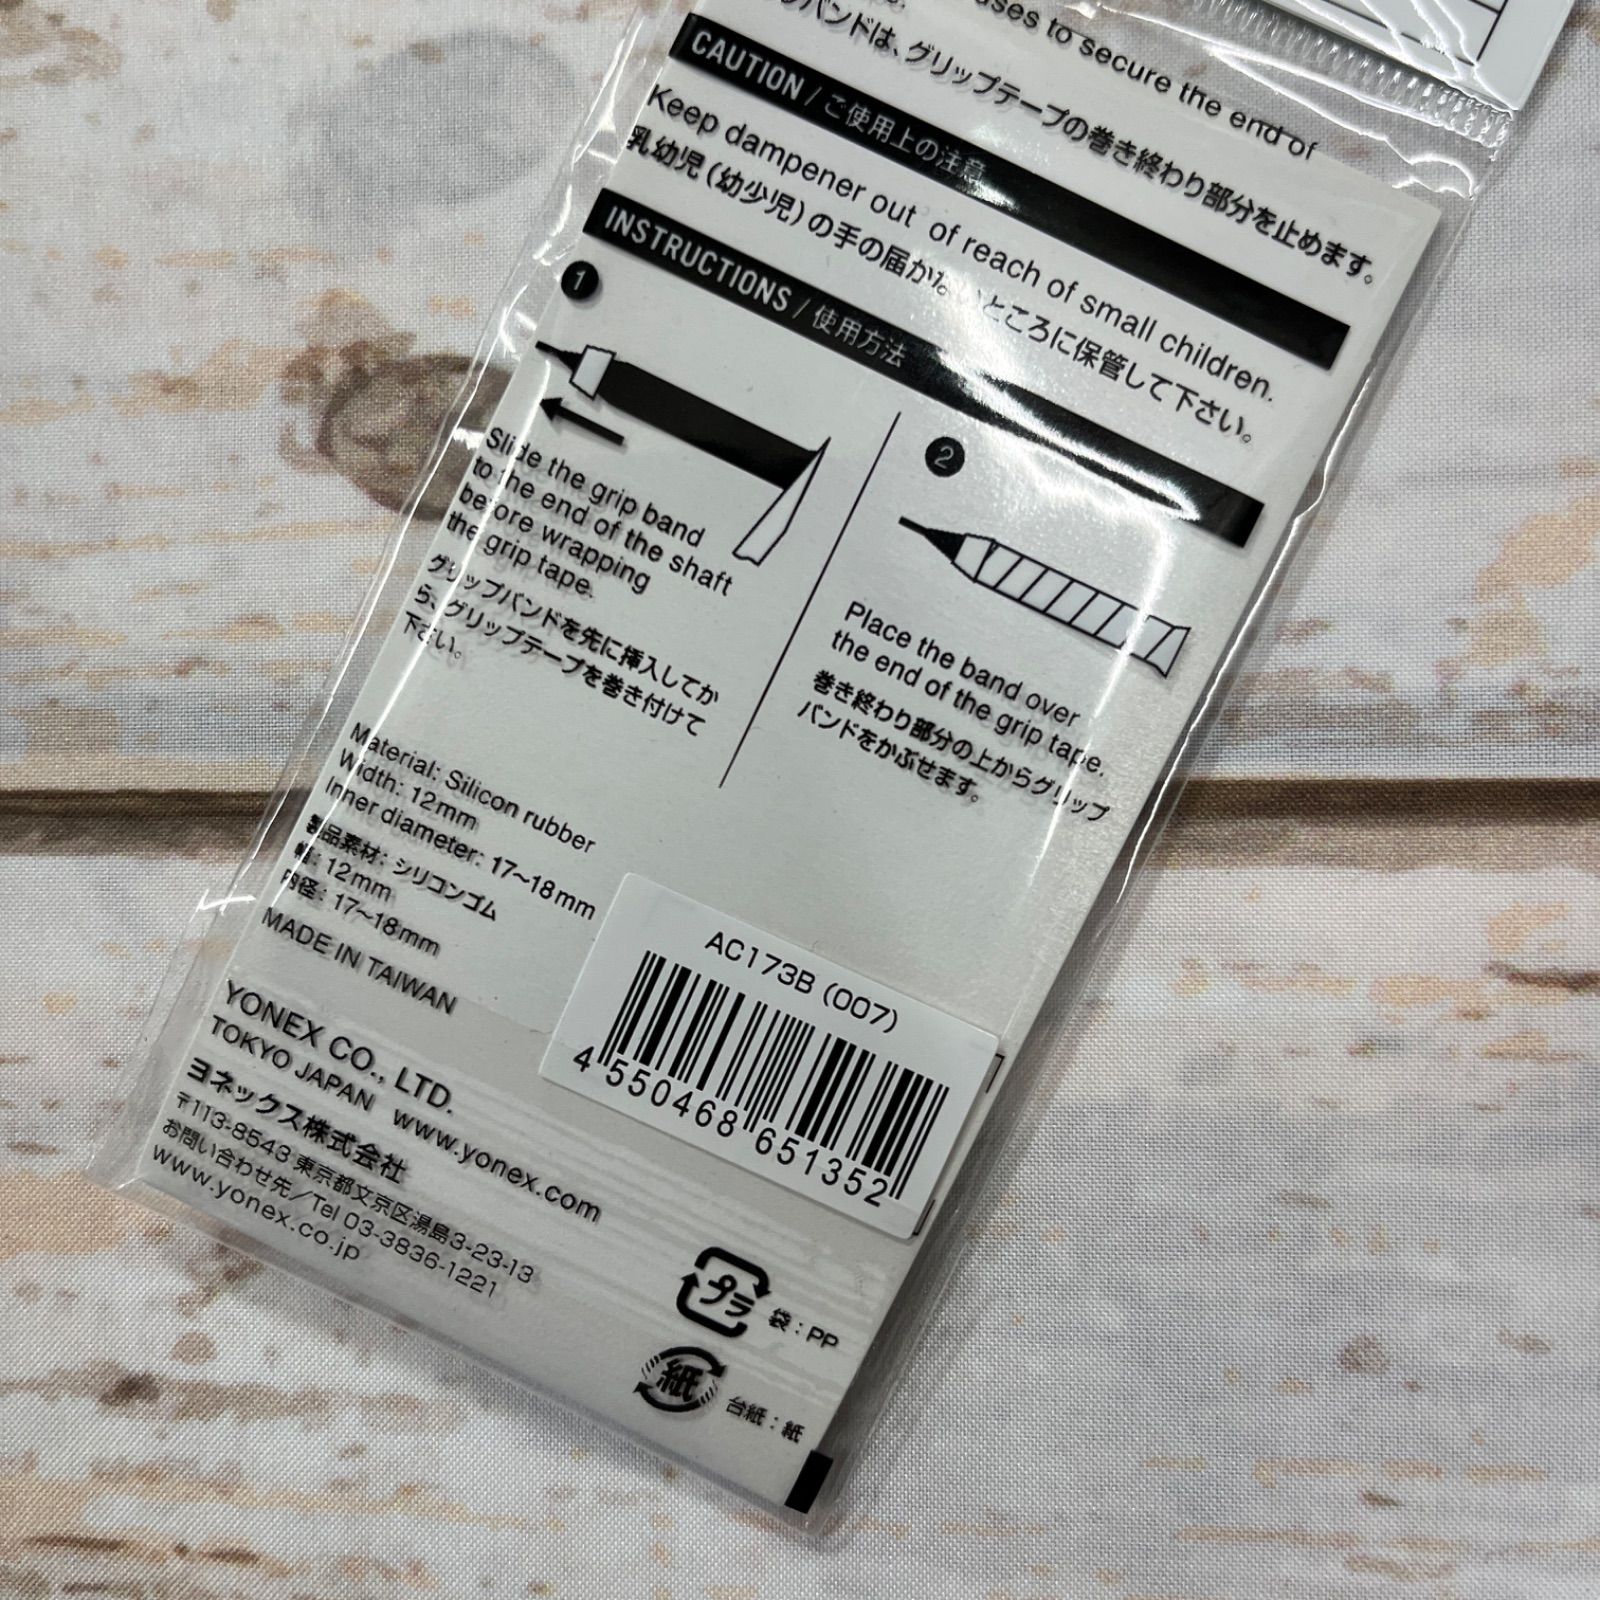 uses to secure the end of
バンドは、グリップテープの巻き終わり部分を止めます。
CAUTION / ご使用上の注意
Keep dampener out of reach of small children.
乳幼児(幼少児)の手の届かないところに保管して下さい。
INSTRUCTIONS / 使用方法
1
Slide the grip band
to the end of the shaft
before wrapping
the grip tape.
グリップバンドを先に挿入してか
ら、グリップテープを巻き付けて
下さい。
2
Place the band over
the end of the grip tape.
巻き終わり部分の上からグリップ
バンドをかぶせます。
Material: Silicon rubber
Width: 12mm
Inner diameter: 17~18mm
製品素材: シリコンゴム
幅: 12mm
内径: 17~18mm
MADE IN TAIWAN
AC173B (007)
4 550468 651352
YONEX CO., LTD.
TOKYO JAPAN www.yonex.com
ヨネックス株式会社
〒113-8543 東京都文京区湯島3-23-13
お問い合わせ先/Tel 03-3836-1221
www.yonex.co.jp
プラ 袋:PP
紙 台紙:紙